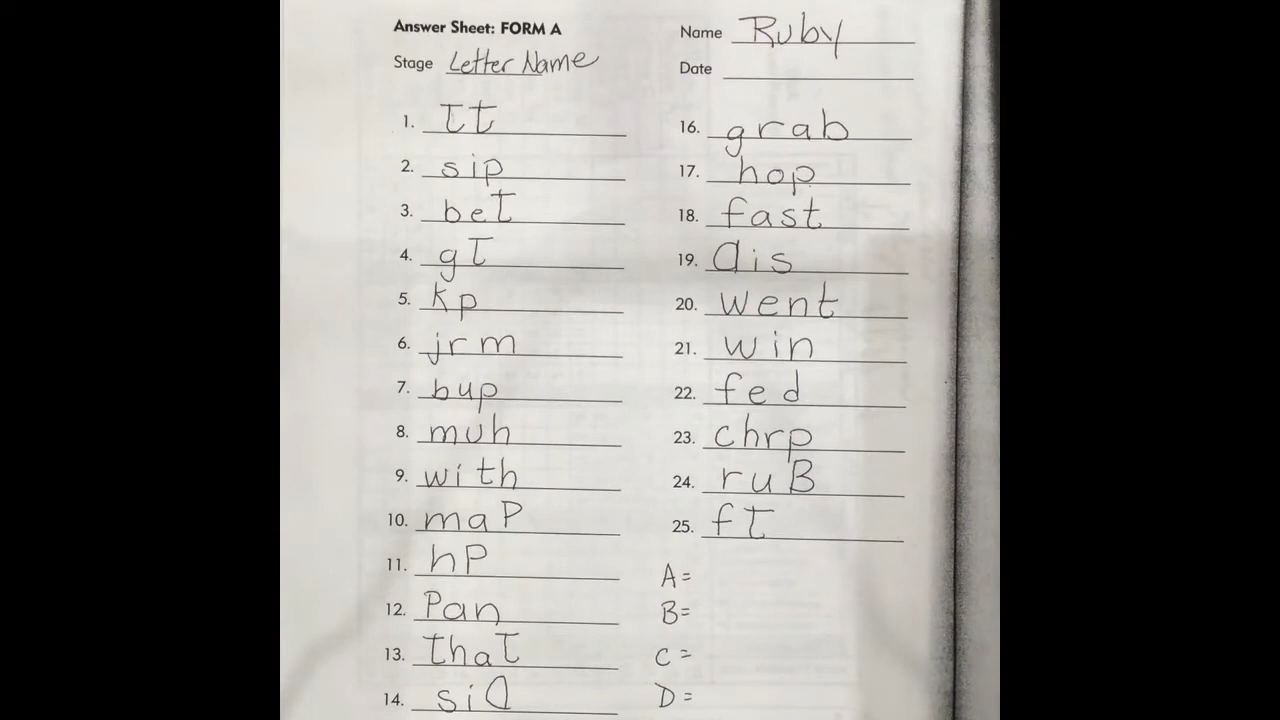 Answer Sheet: FORM A
Stage Letter Name
Name Ruby
Date
1. tt
2. sip
3. beT
4. gT
5. kp
6. jrm
7. bup
8. muh
9. with
10. maP
11. hP
12. Pan
13. thaT
14. siD
16. grab
17. hop
18. fast
19. Dis
20. went
21. win
22. fed
23. chrp
24. ruB
25. fT
A=
B=
C=
D=